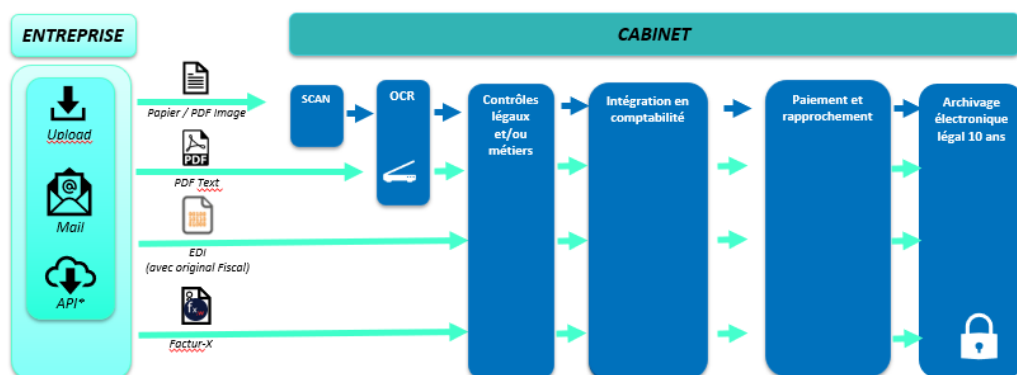 ENTREPRISE
CABINET
Upload
Mail
API*
Papier / PDF Image
PDF
PDF Text
EDI
(avec original Fiscal)
Factur-X
SCAN
OCR
Contrôles
légaux
et/ou
métiers
Intégration en
comptabilité
Paiement et
rapprochement
Archivage
électronique
légal 10 ans